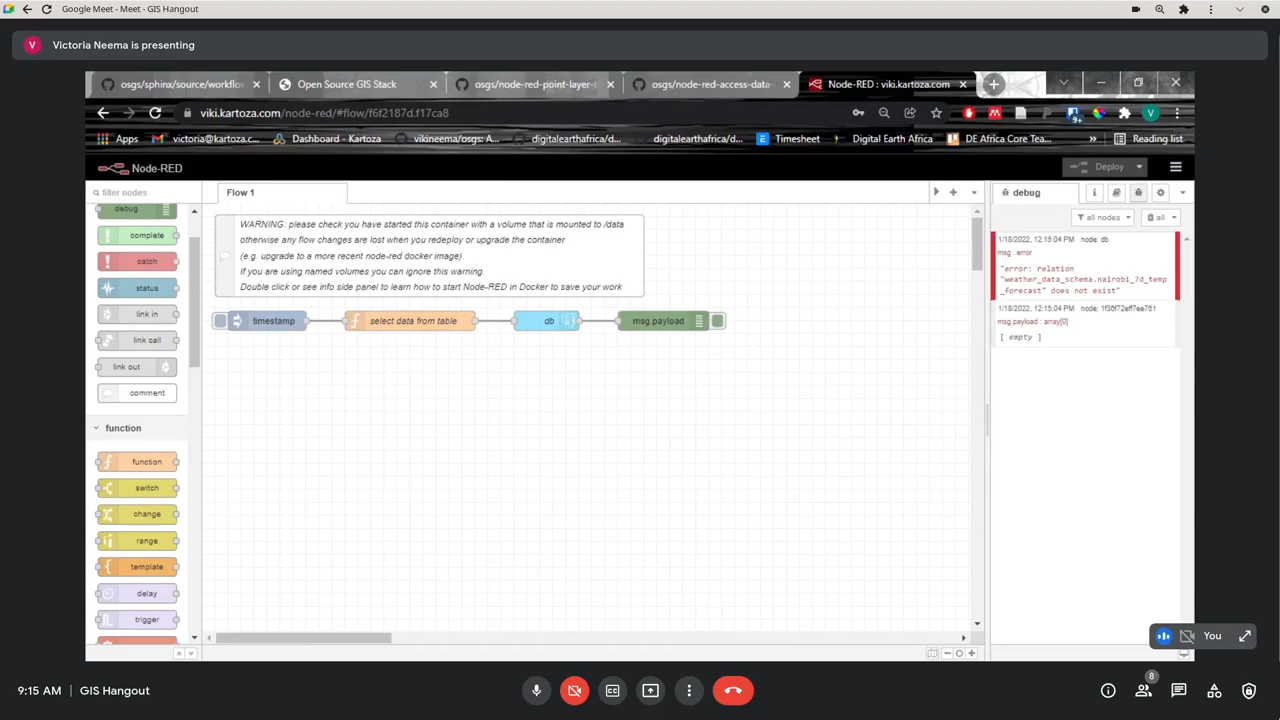 Google Meet - Meet - GIS Hangout
V Victoria Neema is presenting
osgs/sphinx/source/workflow
Open Source GIS Stack
osgs/node-red-point-layer-
osgs/node-red-access-data-
Node-RED : viki.kartoza.com
viki.kartoza.com/node-red/#flow/f6f2187d.f17ca8
V
Apps
victoria@kartoza.c...
Dashboard - Kartoza
vikineema/osgs: A...
digitalearthafrica/d...
digitalearthafrica/d...
Timesheet
Digital Earth Africa
DE Africa Core Tea...
»
Reading list
Node-RED
Deploy
filter nodes
Flow 1
debug
all nodes
all
debug
complete
catch
status
link in
link call
link out
comment
function
function
switch
change
range
template
delay
trigger
WARNING: please check you have started this container with a volume that is mounted to /data
otherwise any flow changes are lost when you redeploy or upgrade the container
(e.g. upgrade to a more recent node-red docker image).
If you are using named volumes you can ignore this warning.
Double click or see info side panel to learn how to start Node-RED in Docker to save your work
timestamp
select data from table
db
msg.payload
1/18/2022, 12:15:04 PM node: db
msg : error
"error: relation
"weather_data_schema.nairobi_7d_temp
_forecast" does not exist"
1/18/2022, 12:15:04 PM node: 1f36f72eff7ee761
msg.payload : array[0]
[ empty ]
You
9:15 AM GIS Hangout
8